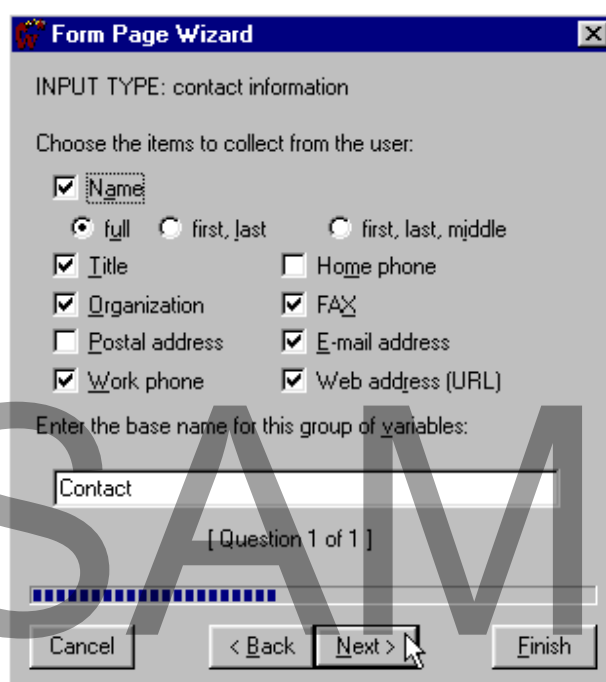 Form Page Wizard
INPUT TYPE: contact information
Choose the items to collect from the user:
Name
full first, last first, last, middle
Title Home phone
Organization FAX
Postal address E-mail address
Work phone Web address (URL)
Enter the base name for this group of variables:
Contact
[ Question 1 of 1 ]
Cancel < Back Next > Finish
SAM